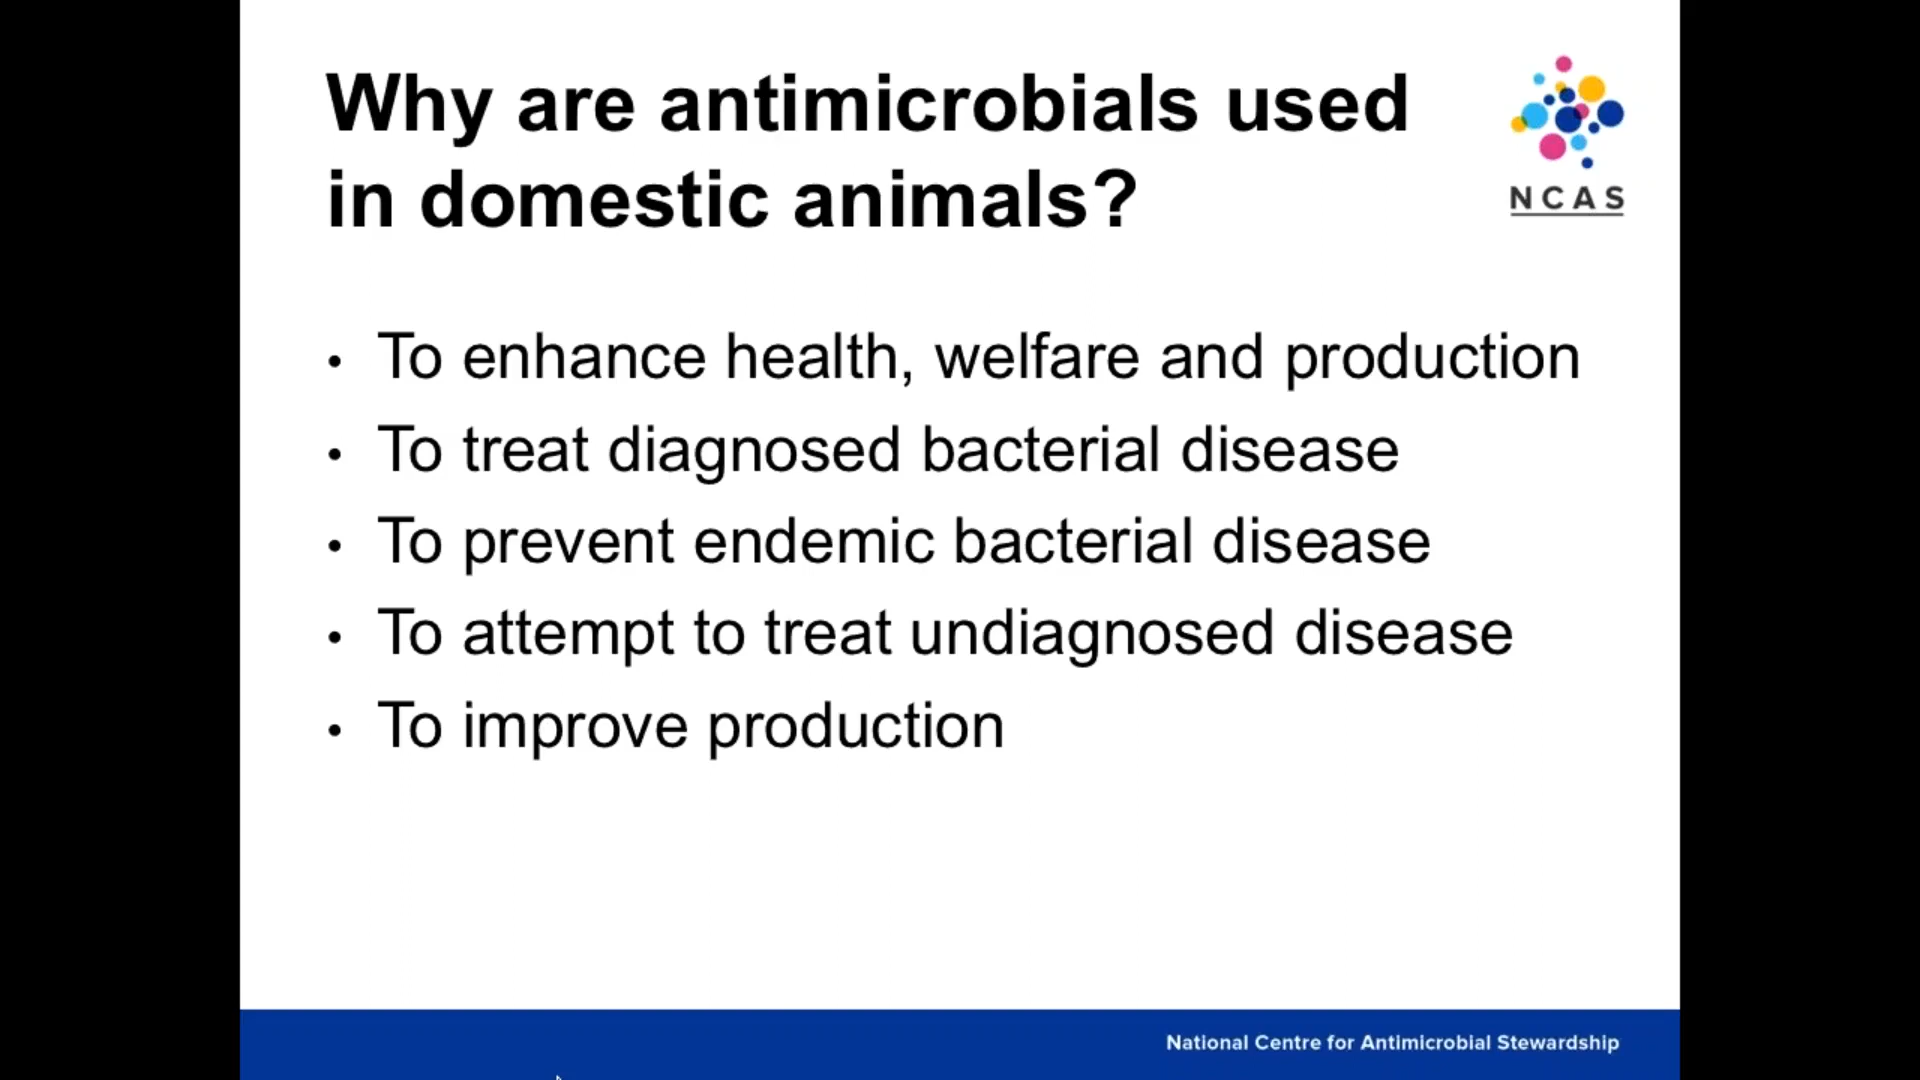 Why are antimicrobials used
in domestic animals?
NCAS
• To enhance health, welfare and production
• To treat diagnosed bacterial disease
• To prevent endemic bacterial disease
• To attempt to treat undiagnosed disease
• To improve production
National Centre for Antimicrobial Stewardship